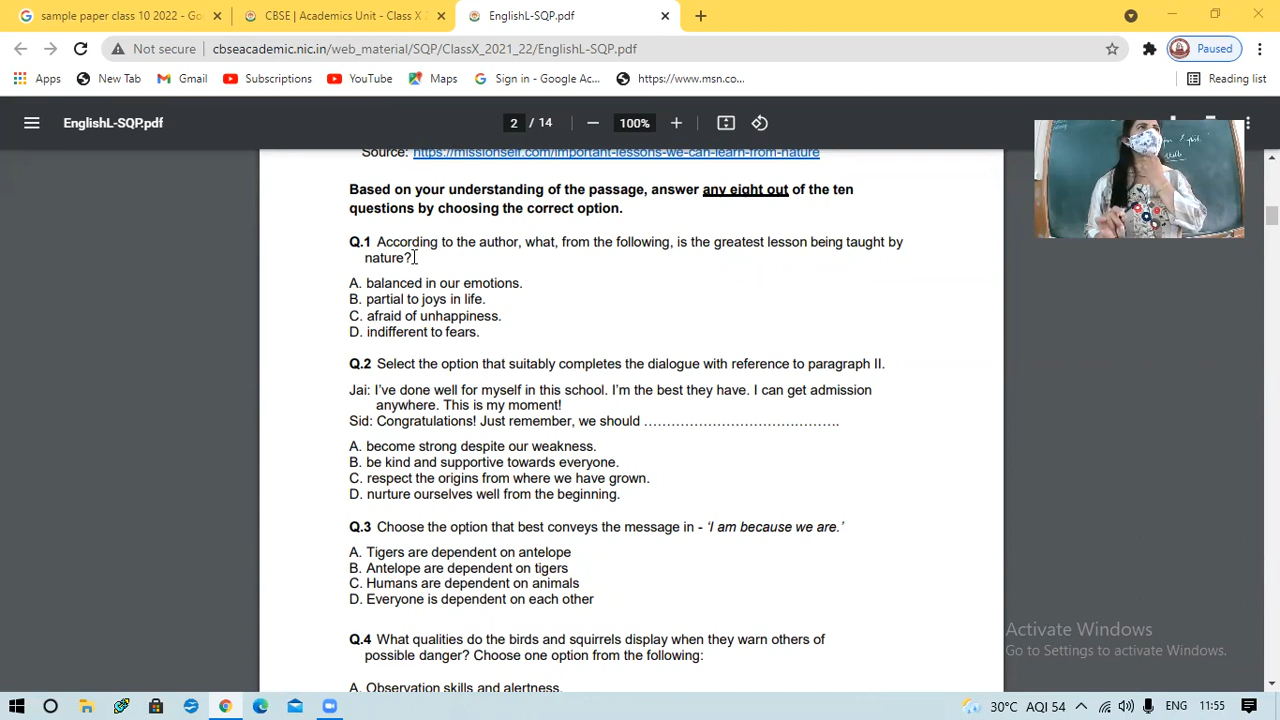 sample paper class 10 2022 - Go
CBSE | Academics Unit - Class X
EnglishL-SQP.pdf
Not secure
cbseacademic.nic.in/web_material/SQP/ClassX_2021_22/EnglishL-SQP.pdf
Paused
Apps
New Tab
Gmail
Subscriptions
YouTube
Maps
Sign in - Google Ac...
https://www.msn.co...
Reading list
EnglishL-SQP.pdf
2 / 14
100%
Source: https://missionself.com/important-lessons-we-can-learn-from-nature
Based on your understanding of the passage, answer any eight out of the ten
questions by choosing the correct option.
Q.1 According to the author, what, from the following, is the greatest lesson being taught by
nature?
A. balanced in our emotions.
B. partial to joys in life.
C. afraid of unhappiness.
D. indifferent to fears.
Q.2 Select the option that suitably completes the dialogue with reference to paragraph II.
Jai: I've done well for myself in this school. I'm the best they have. I can get admission
anywhere. This is my moment!
Sid: Congratulations! Just remember, we should …………………………………….
A. become strong despite our weakness.
B. be kind and supportive towards everyone.
C. respect the origins from where we have grown.
D. nurture ourselves well from the beginning.
Q.3 Choose the option that best conveys the message in - ‘I am because we are.’
A. Tigers are dependent on antelope
B. Antelope are dependent on tigers
C. Humans are dependent on animals
D. Everyone is dependent on each other
Q.4 What qualities do the birds and squirrels display when they warn others of
possible danger? Choose one option from the following:
A. Observation skills and alertness.
Activate Windows
Go to Settings to activate Windows.
30°C AQI 54
ENG
11:55